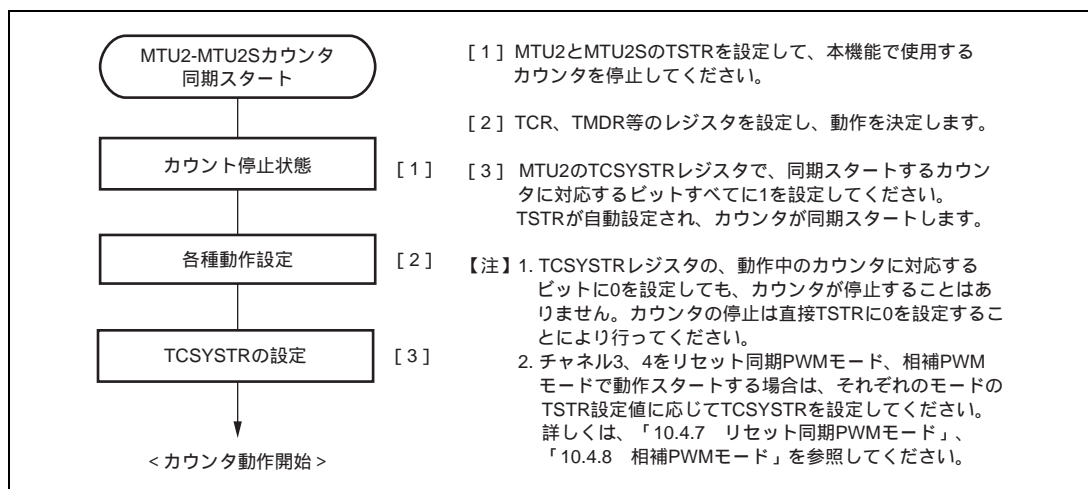 MTU2-MTU2Sカウンタ
同期スタート
カウント停止状態 [1]
各種動作設定 [2]
TCSYSTRの設定 [3]
<カウンタ動作開始>
[1] MTU2とMTU2SのTSTRを設定して、本機能で使用する
カウンタを停止してください。
[2] TCR、TMDR等のレジスタを設定し、動作を決定します。
[3] MTU2のTCSYSTRレジスタで、同期スタートするカウン
タに対応するビットすべてに1を設定してください。
TSTRが自動設定され、カウンタが同期スタートします。
【注】1. TCSYSTRレジスタの、動作中のカウンタに対応する
ビットに0を設定しても、カウンタが停止することはあ
りません。カウンタの停止は直接TSTRに0を設定するこ
とにより行ってください。
2. チャネル3、4をリセット同期PWMモード、相補PWM
モードで動作スタートする場合は、それぞれのモードの
TSTR設定値に応じてTCSYSTRを設定してください。
詳しくは、「10.4.7 リセット同期PWMモード」、
「10.4.8 相補PWMモード」を参照してください。